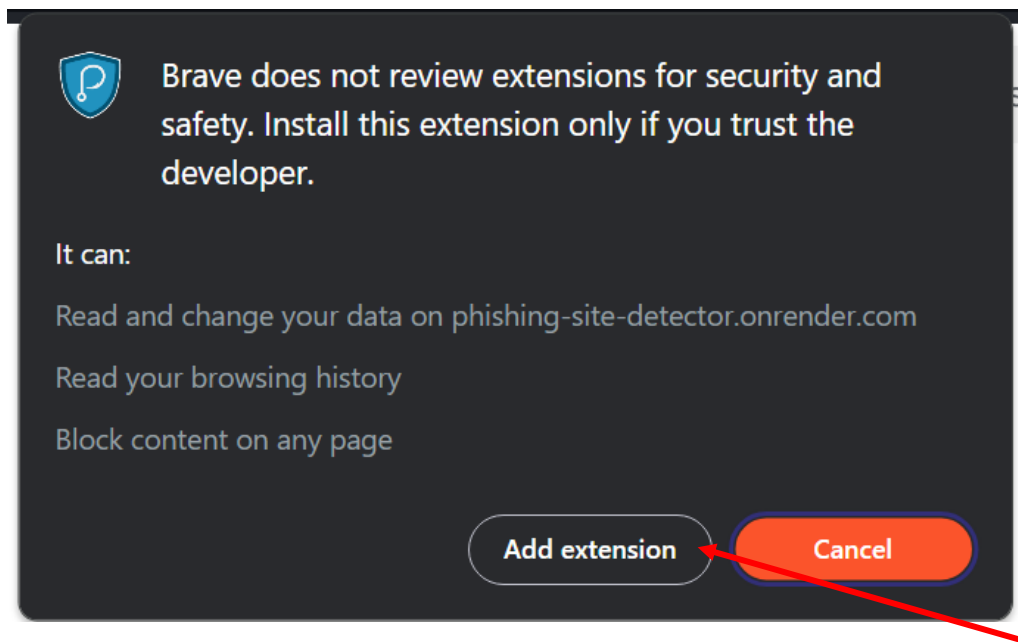 Brave does not review extensions for security and
safety. Install this extension only if you trust the
developer.
It can:
Read and change your data on phishing-site-detector.onrender.com
Read your browsing history
Block content on any page
Add extension
Cancel